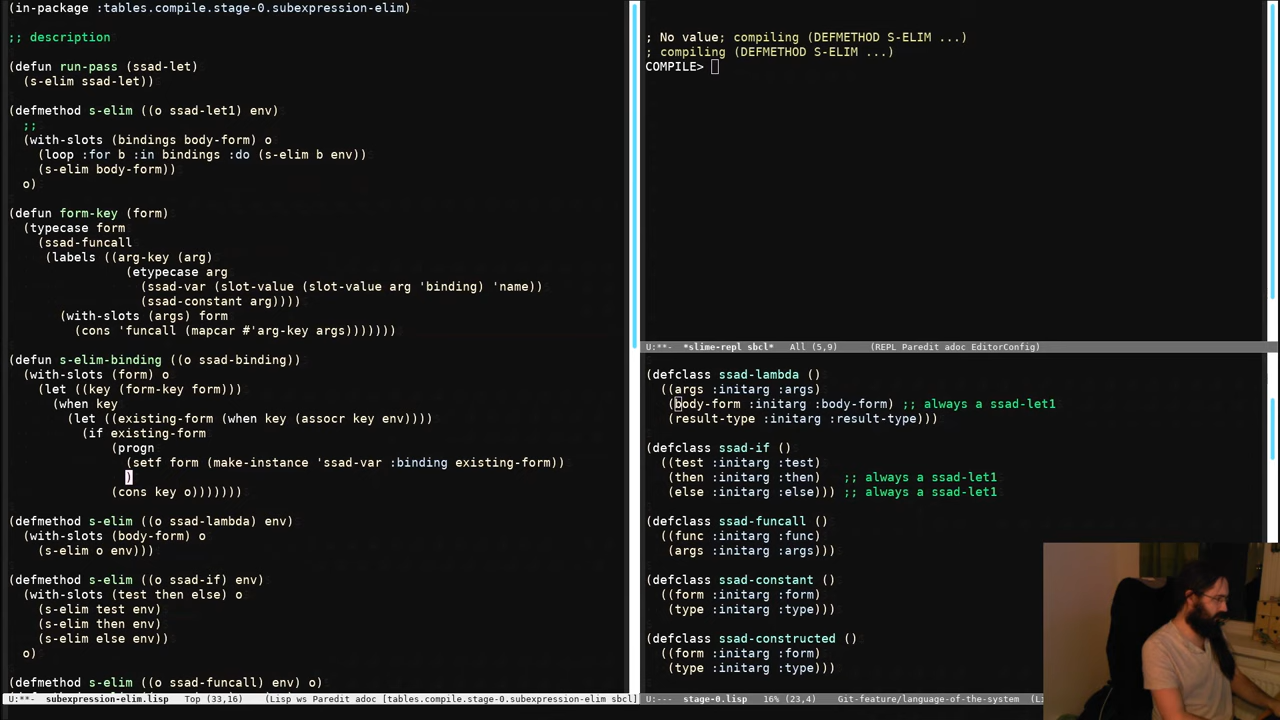 (in-package :tables.compile.stage-0.subexpression-elim)
;; description
(defun run-pass (ssad-let)
  (s-elim ssad-let))
(defmethod s-elim ((o ssad-let1) env)
  ;;
  (with-slots (bindings body-form) o
    (loop :for b :in bindings :do (s-elim b env))
    (s-elim body-form))
  o)
(defun form-key (form)
  (typecase form
    (ssad-funcall
     (labels ((arg-key (arg)
                (etypecase arg
                  (ssad-var (slot-value (slot-value arg 'binding) 'name))
                  (ssad-constant arg))))
       (with-slots (args) form
         (cons 'funcall (mapcar #'arg-key args)))))))
(defun s-elim-binding ((o ssad-binding))
  (with-slots (form) o
    (let ((key (form-key form)))
      (when key
        (let ((existing-form (when key (assocr key env))))
          (if existing-form
              (progn
                (setf form (make-instance 'ssad-var :binding existing-form))
                )
              (cons key o)))))))
(defmethod s-elim ((o ssad-lambda) env)
  (with-slots (body-form) o
    (s-elim o env)))
(defmethod s-elim ((o ssad-if) env)
  (with-slots (test then else) o
    (s-elim test env)
    (s-elim then env)
    (s-elim else env))
  o)
(defmethod s-elim ((o ssad-funcall) env) o)
U:**-  subexpression-elim.lisp   Top (33,16)   (Lisp ws Paredit adoc [tables.compile.stage-0.subexpression-elim sbcl]
; No value; compiling (DEFMETHOD S-ELIM ...)
; compiling (DEFMETHOD S-ELIM ...)
COMPILE>
U:**-  *slime-repl sbcl*   All (5,9)   (REPL Paredit adoc EditorConfig)
(defclass ssad-lambda ()
  ((args :initarg :args)
   (body-form :initarg :body-form) ;; always a ssad-let1
   (result-type :initarg :result-type)))
(defclass ssad-if ()
  ((test :initarg :test)
   (then :initarg :then)   ;; always a ssad-let1
   (else :initarg :else))) ;; always a ssad-let1
(defclass ssad-funcall ()
  ((func :initarg :func)
   (args :initarg :args)))
(defclass ssad-constant ()
  ((form :initarg :form)
   (type :initarg :type)))
(defclass ssad-constructed ()
  ((form :initarg :form)
   (type :initarg :type)))
U:---  stage-0.lisp   16% (23,4)   Git-feature/language-of-the-system